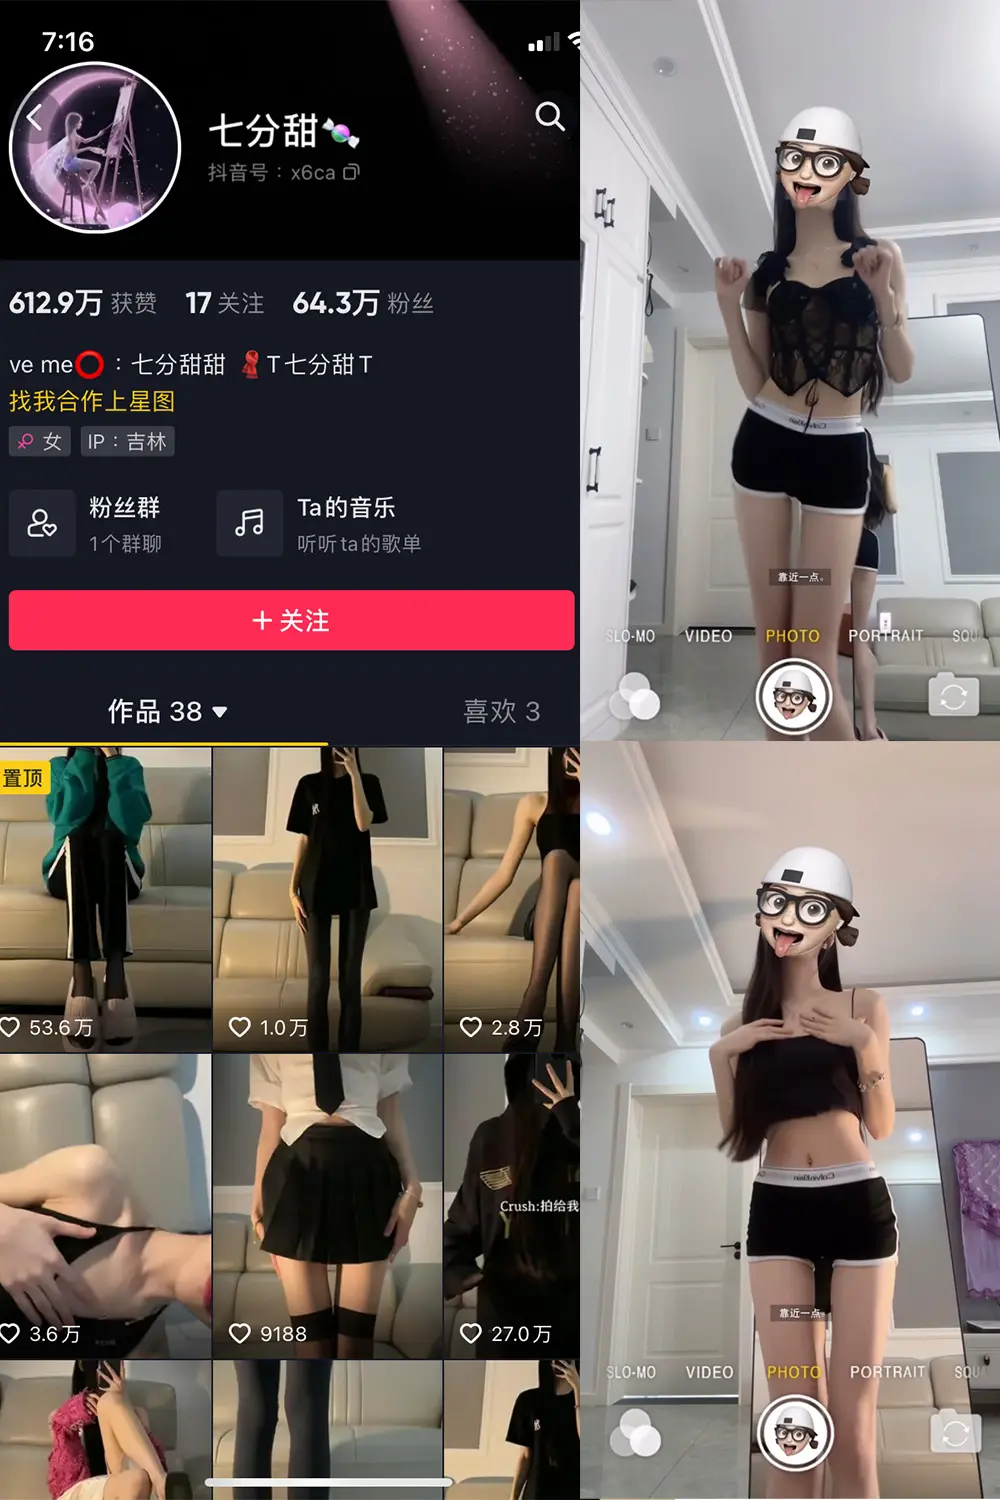 7:16
七分甜
抖音号：x6ca
612.9万 获赞 17 关注 64.3万 粉丝
ve me⭕：七分甜甜 T七分甜T
找我合作上星图
女 IP：吉林
粉丝群
1个群聊
Ta的音乐
听听ta的歌单
＋关注
作品 38
喜欢 3
置顶
53.6万
1.0万
2.8万
Crush:拍给我
3.6万
9188
27.0万
Calvin Klein
靠近一点。
SLO-MO VIDEO PHOTO PORTRAIT SQU
Calvin Klein
靠近一点
SLO-MO VIDEO PHOTO PORTRAIT SQUA